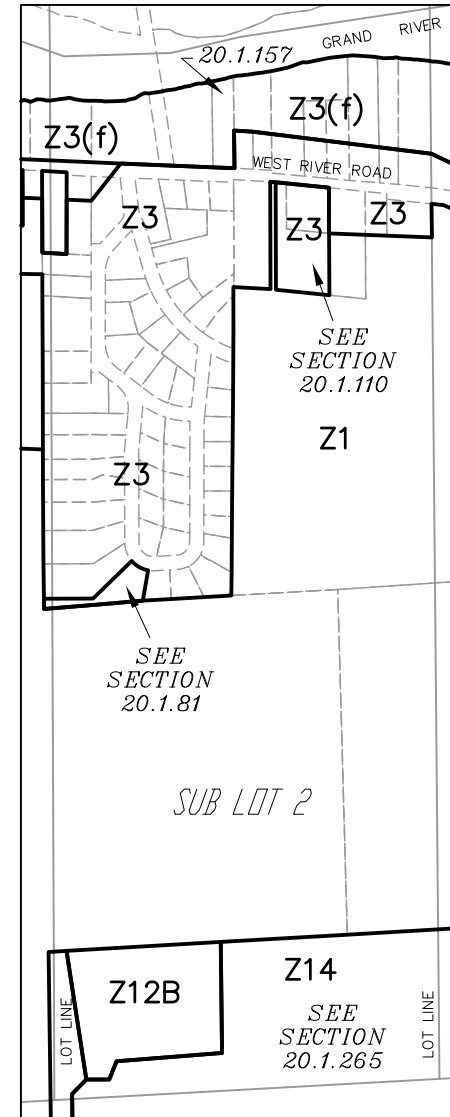 GRAND RIVER
20.1.157
Z3(f)
Z3(f)
WEST RIVER ROAD
Z3
Z3
Z3
SEE
SECTION
20.1.110
Z1
Z3
SEE
SECTION
20.1.81
SUB LOT 2
Z12B
Z14
SEE
SECTION
20.1.265
LOT LINE
LOT LINE